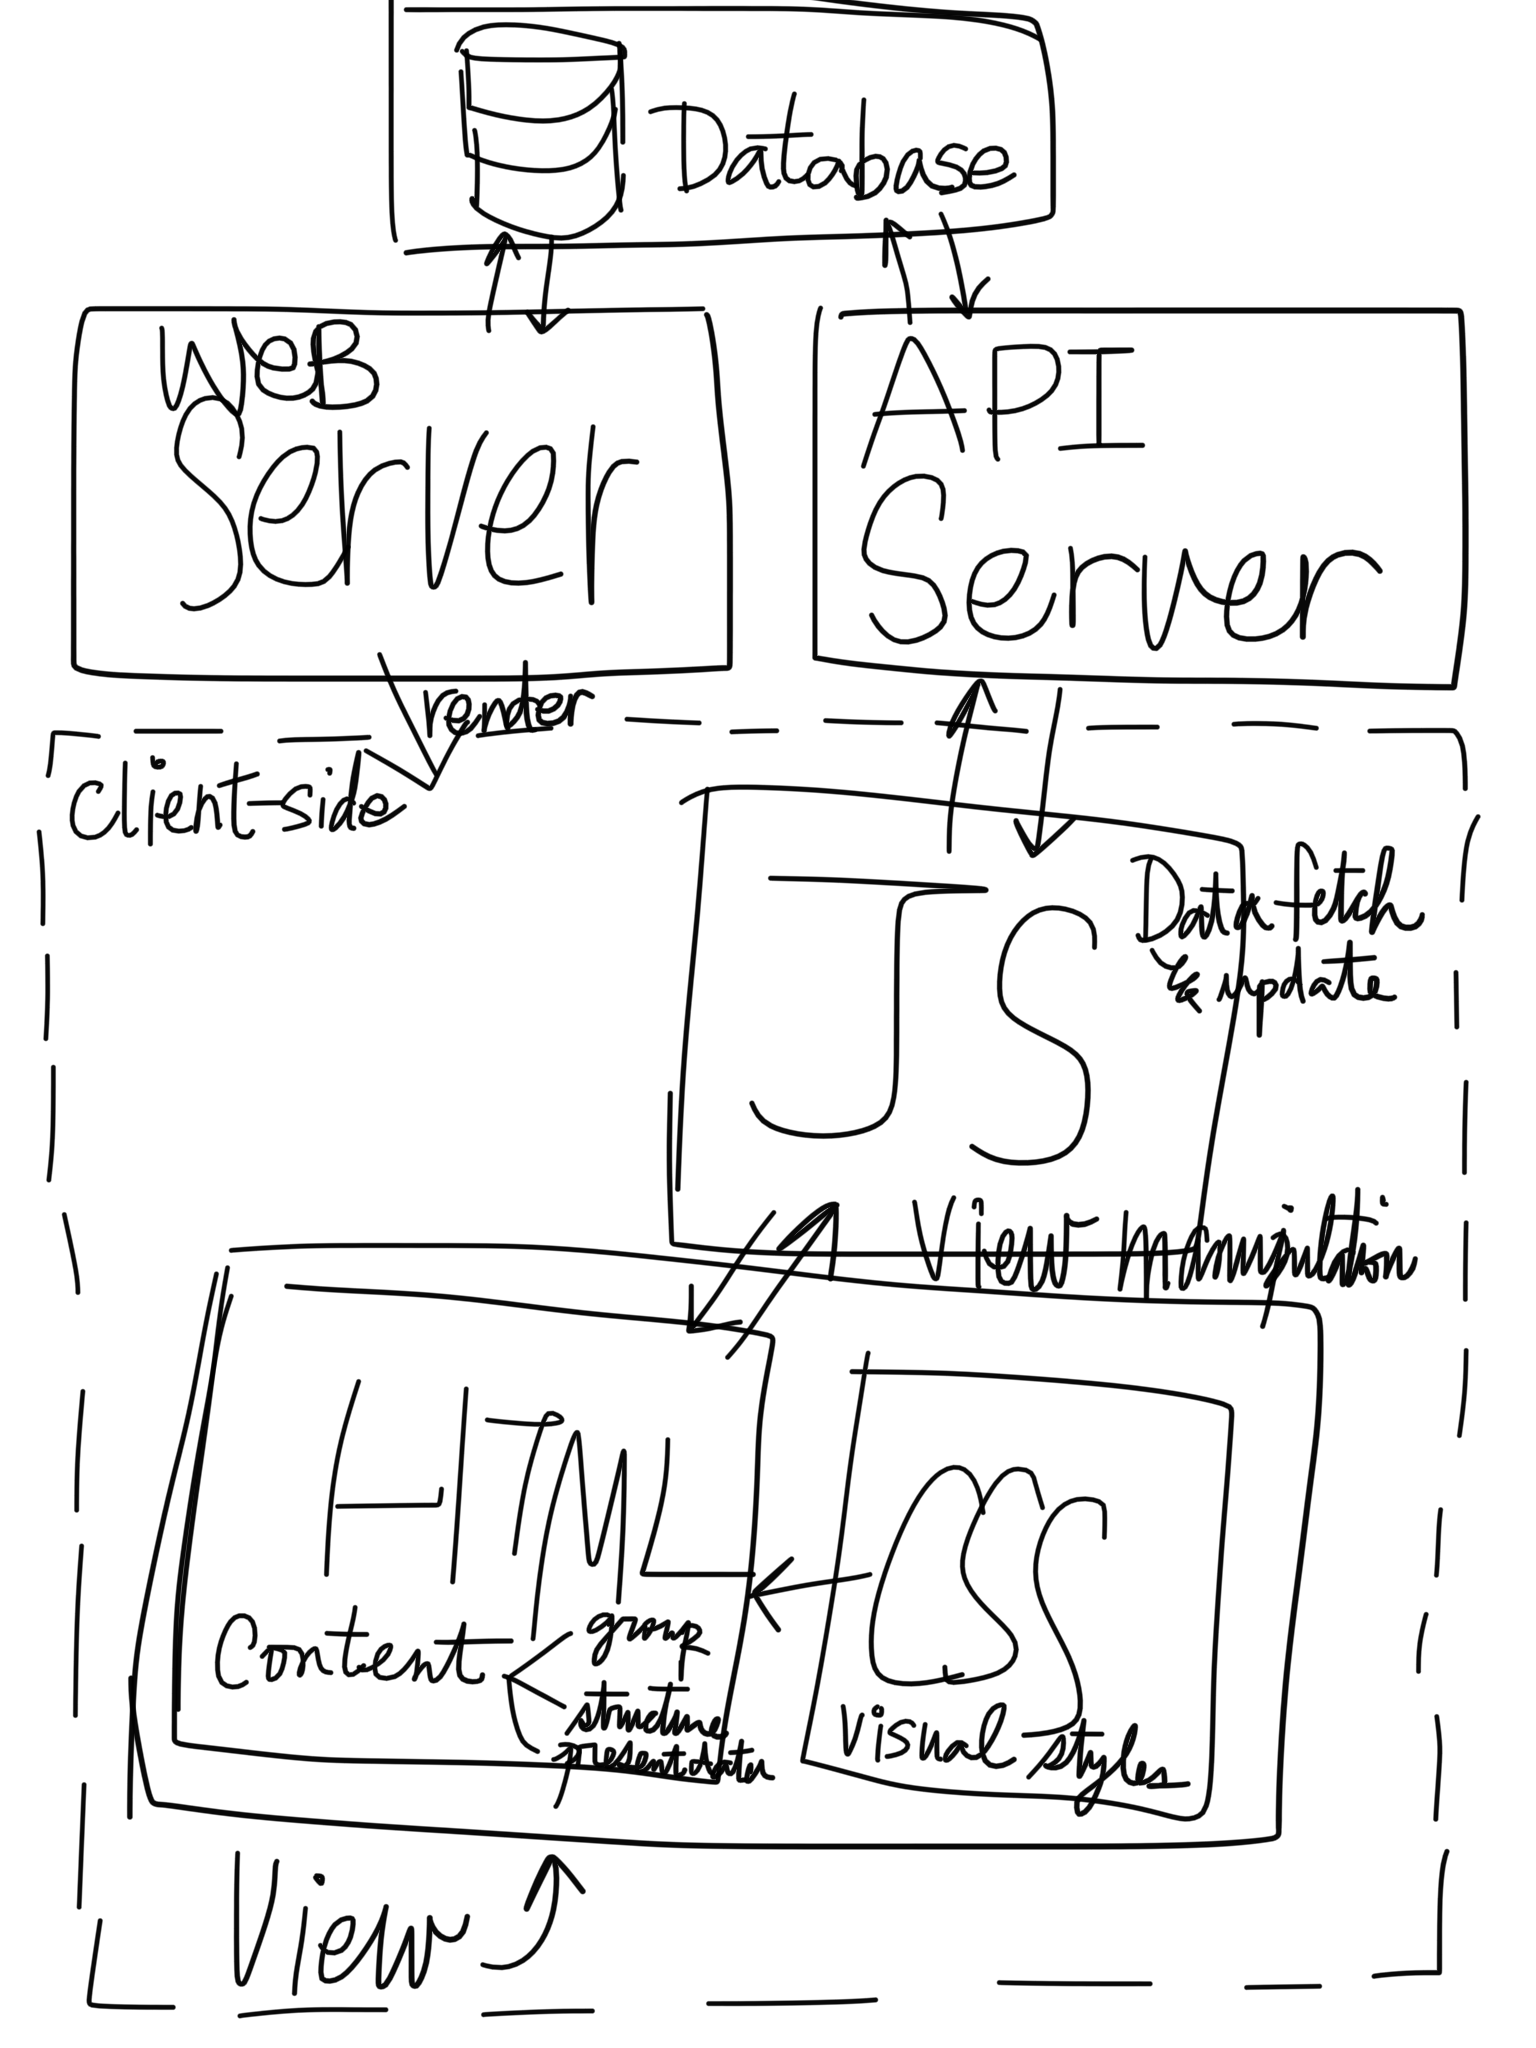 Database
WeB
Server
API
Server
render
Client-side
JS
Data fetch
& update
View Manipultation
HTML
Content
group
structure
present data
CSS
visual styles
View